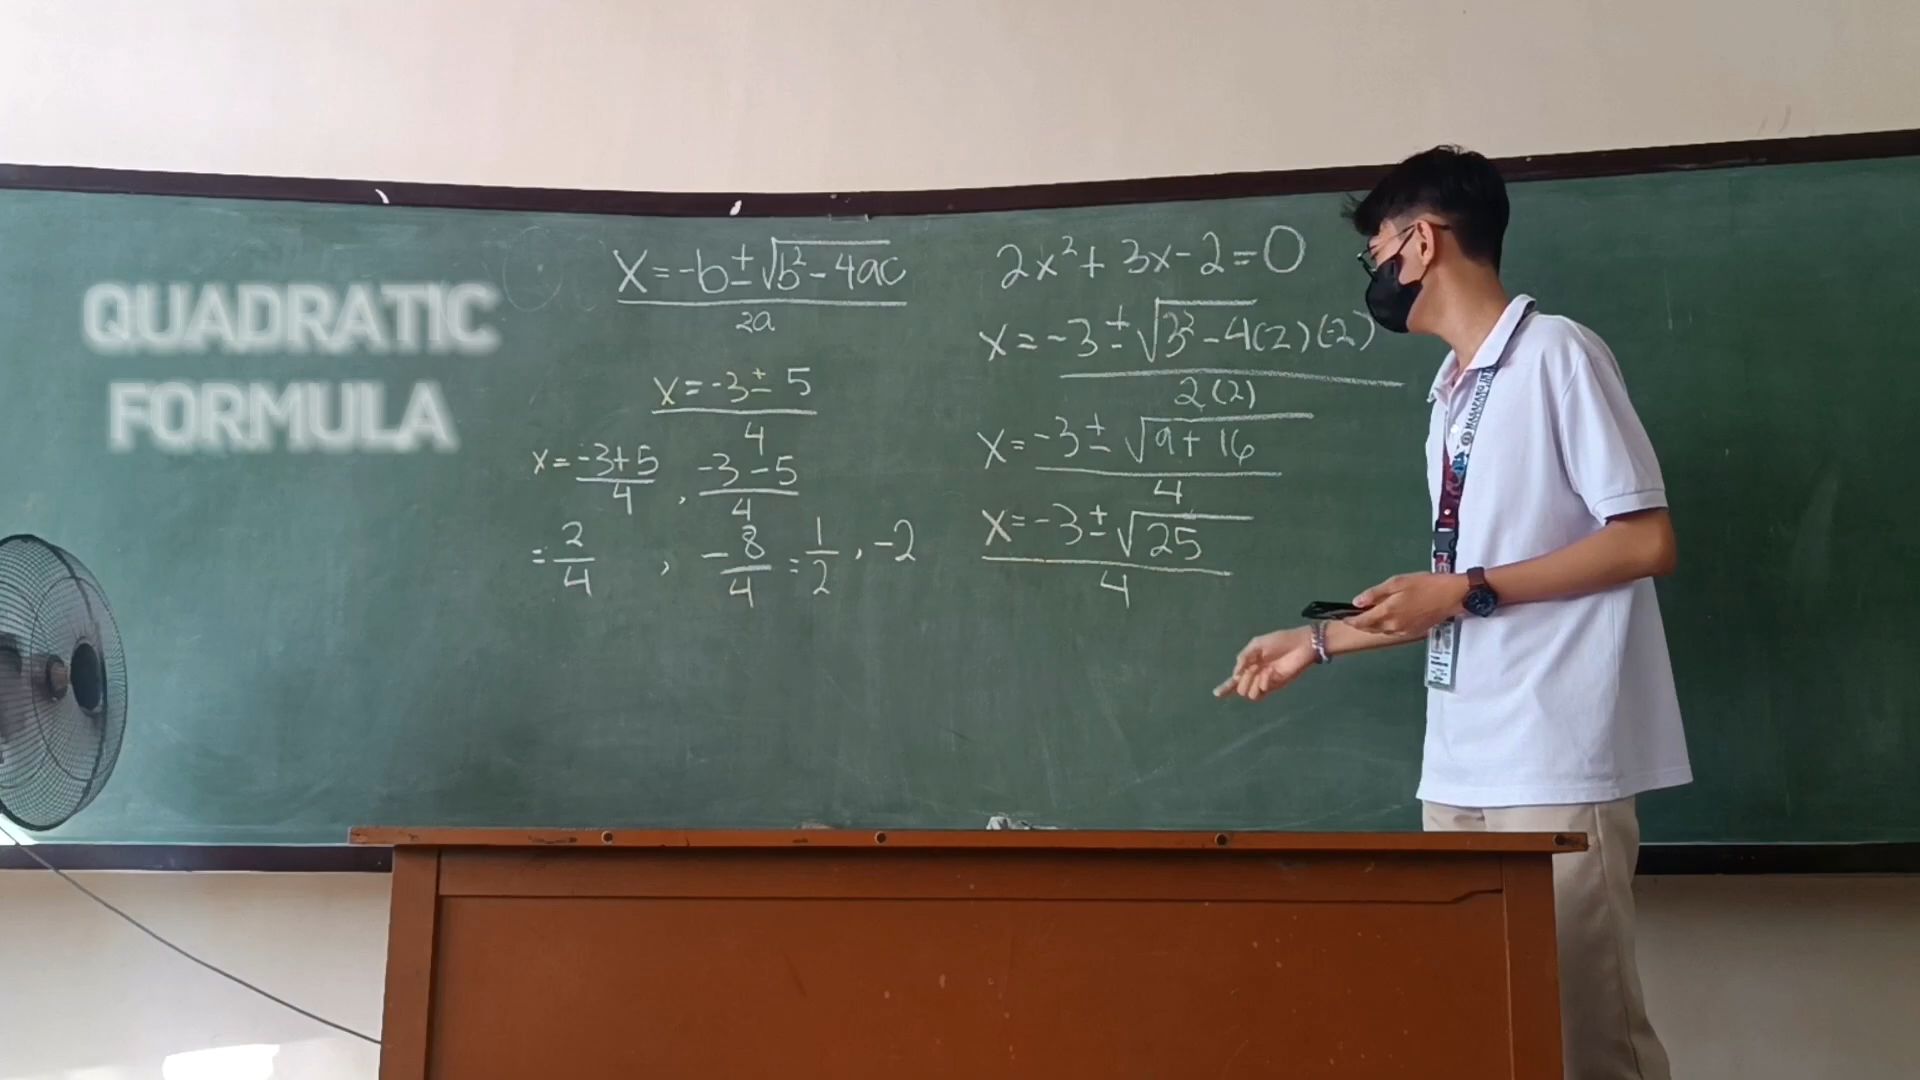 QUADRATIC
FORMULA
X = -b ± √b² - 4ac
2a
x = -3 ± 5
4
x = -3+5 , -3-5
4 4
= 2 , -8 = 1 , -2
4 4 2
2x² + 3x - 2 = 0
x = -3 ± √3² - 4(2)(-2)
2(2)
x = -3 ± √9 + 16
4
x = -3 ± √25
4